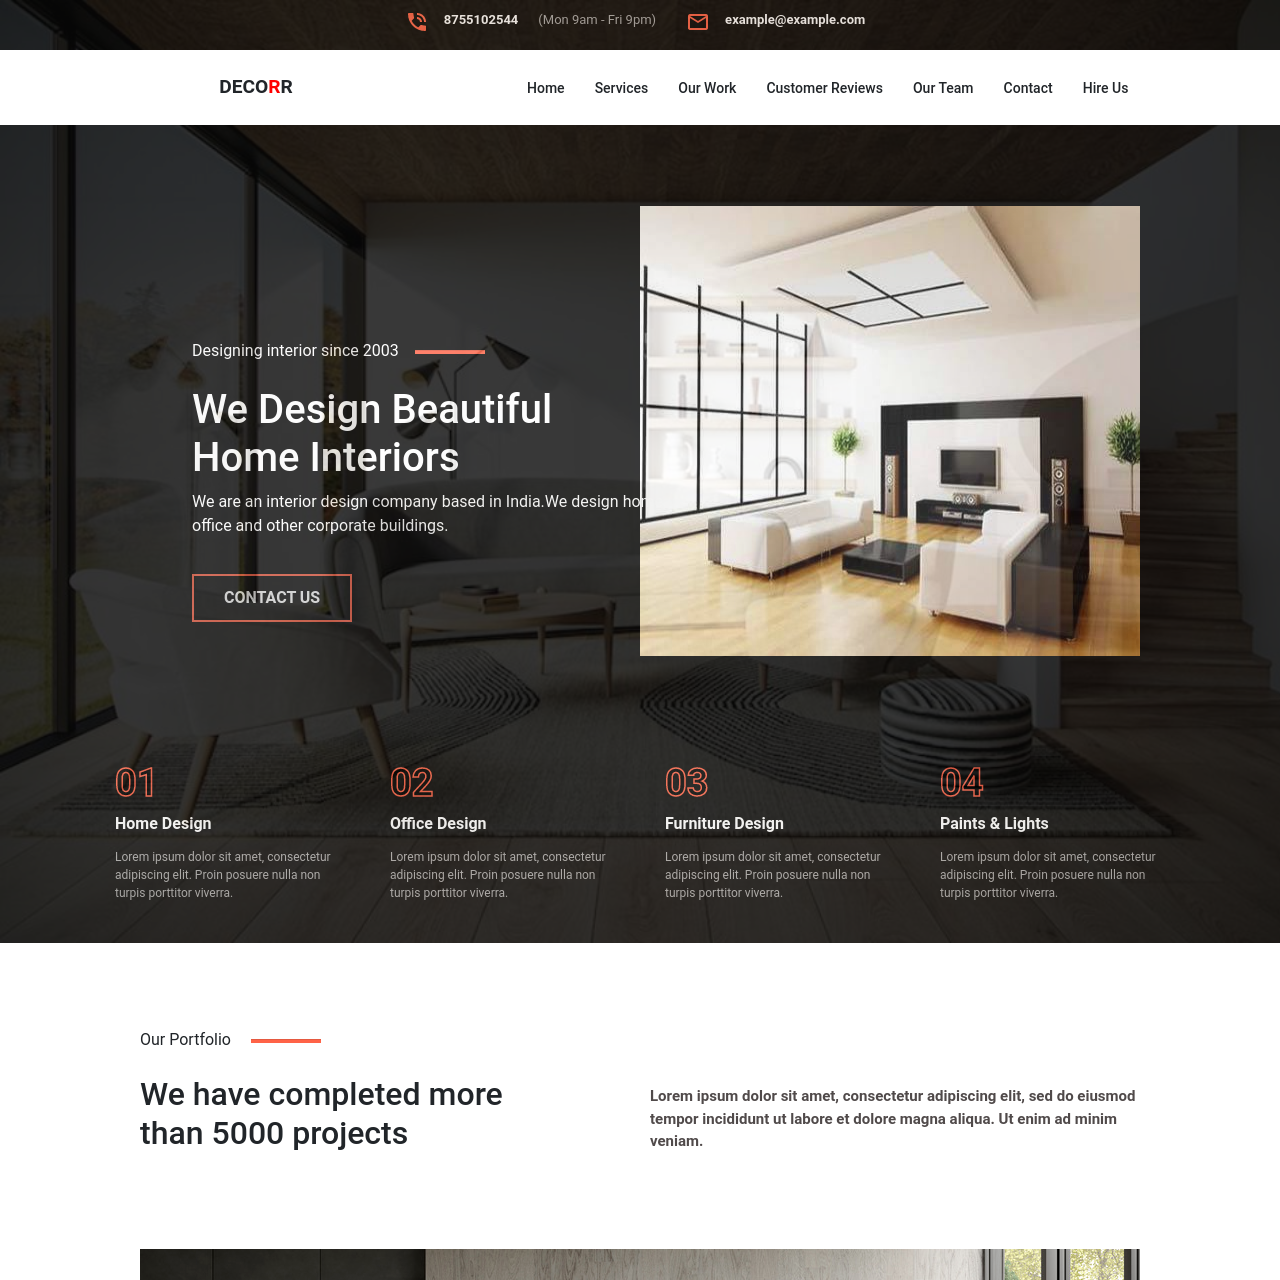 8755102544 (Mon 9am - Fri 9pm) example@example.com
DECORR Home Services Our Work Customer Reviews Our Team Contact Hire Us
Designing interior since 2003
We Design Beautiful
Home Interiors
We are an interior design company based in India.We design
office and other corporate buildings.
CONTACT US
01 02 03 04
Home Design Office Design Furniture Design Paints & Lights
Lorem ipsum dolor sit amet, consectetur
adipiscing elit. Proin posuere nulla non
turpis porttitor viverra.
Lorem ipsum dolor sit amet, consectetur
adipiscing elit. Proin posuere nulla non
turpis porttitor viverra.
Lorem ipsum dolor sit amet, consectetur
adipiscing elit. Proin posuere nulla non
turpis porttitor viverra.
Lorem ipsum dolor sit amet, consectetur
adipiscing elit. Proin posuere nulla non
turpis porttitor viverra.
Our Portfolio
We have completed more
than 5000 projects
Lorem ipsum dolor sit amet, consectetur adipiscing elit, sed do eiusmod
tempor incididunt ut labore et dolore magna aliqua. Ut enim ad minim
veniam.